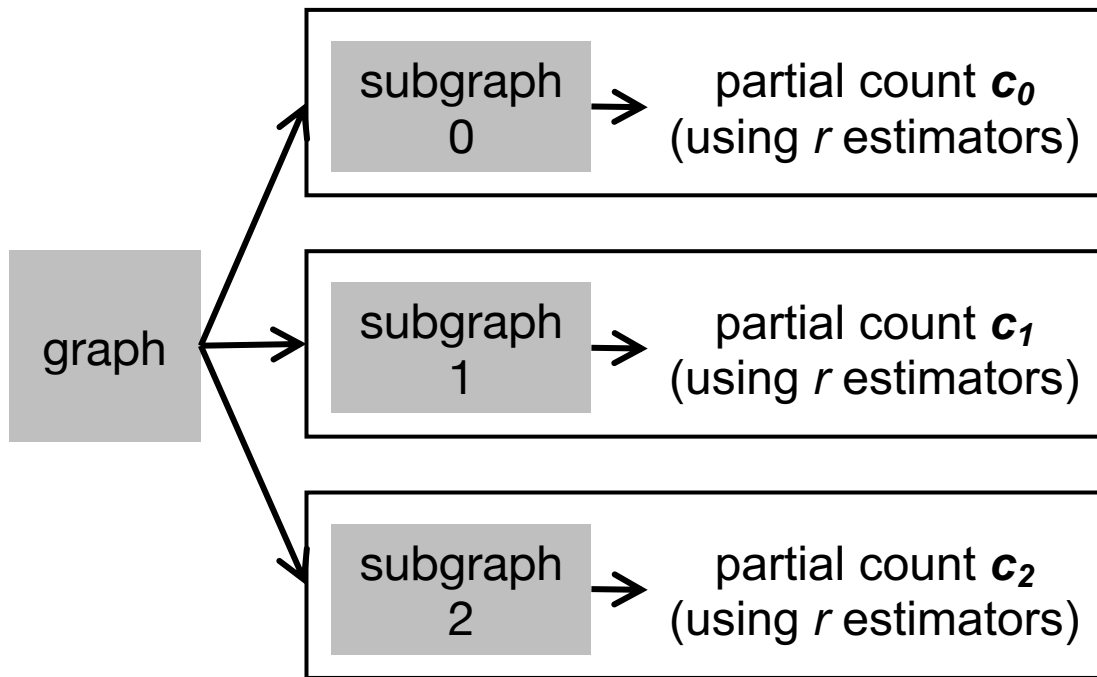 graph
subgraph
0
partial count c₀
(using r estimators)
subgraph
1
partial count c₁
(using r estimators)
subgraph
2
partial count c₂
(using r estimators)